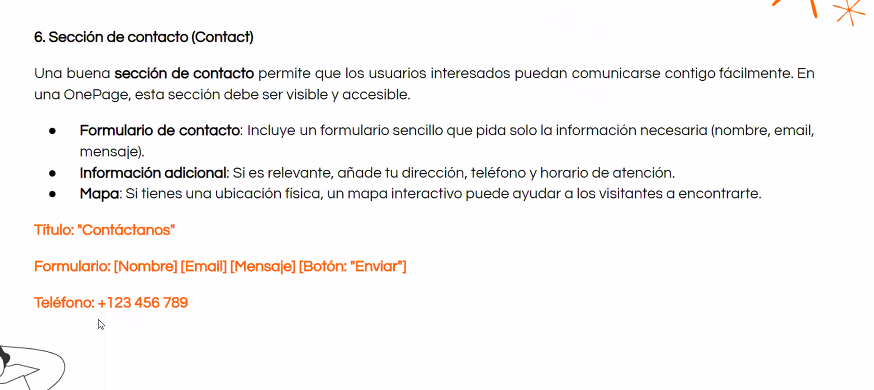 6. Sección de contacto (Contact)
Una buena sección de contacto permite que los usuarios interesados puedan comunicarse contigo fácilmente. En
una OnePage, esta sección debe ser visible y accesible.
● Formulario de contacto: Incluye un formulario sencillo que pida solo la información necesaria (nombre, email,
mensaje).
● Información adicional: Si es relevante, añade tu dirección, teléfono y horario de atención.
● Mapa: Si tienes una ubicación física, un mapa interactivo puede ayudar a los visitantes a encontrarte.
Título: "Contáctanos"
Formulario: [Nombre] [Email] [Mensaje] [Botón: "Enviar"]
Teléfono: +123 456 789